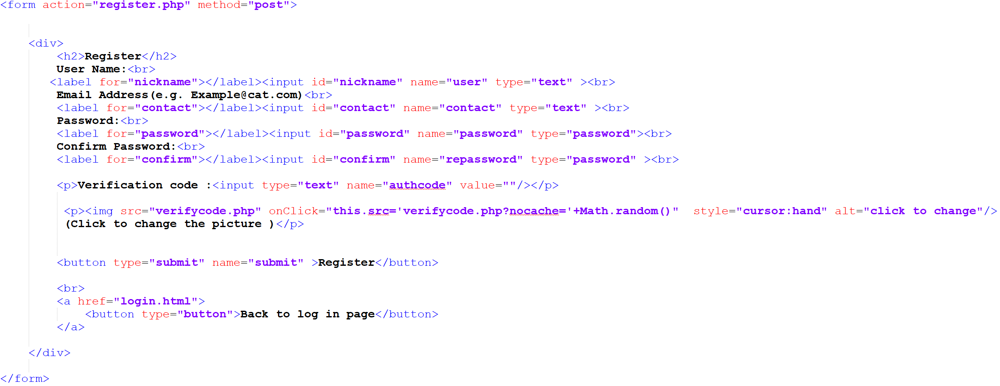 <form action="register.php" method="post">
<div>
<h2>Register</h2>
User Name:<br>
<label for="nickname"></label><input id="nickname" name="user" type="text" ><br>
Email Address(e.g. Example@cat.com)<br>
<label for="contact"></label><input id="contact" name="contact" type="text" ><br>
Password:<br>
<label for="password"></label><input id="password" name="password" type="password"><br>
Confirm Password:<br>
<label for="confirm"></label><input id="confirm" name="repassword" type="password" ><br>
<p>Verification code :<input type="text" name="authcode" value=""/></p>
<p><img src="verifycode.php" onClick="this.src='verifycode.php?nocache='+Math.random()"  style="cursor:hand" alt="click to change"/>
(Click to change the picture )</p>
<button type="submit" name="submit" >Register</button>
<br>
<a href="login.html">
<button type="button">Back to log in page</button>
</a>
</div>
</form>